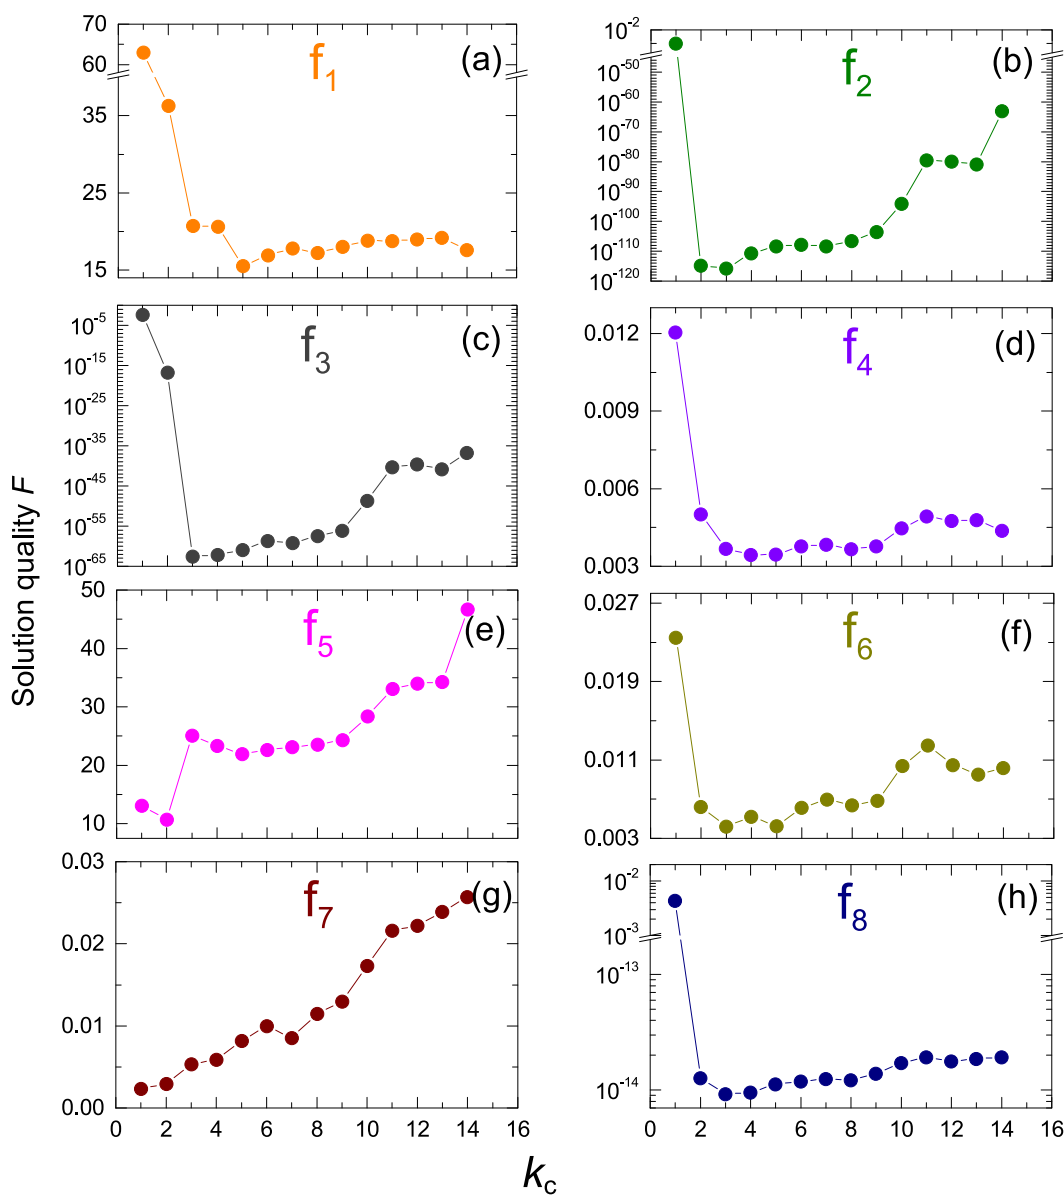 Solution quality F
70
60
35
25
15
f1
(a)
10-2
10-50
10-60
10-70
10-80
10-90
10-100
10-110
10-120
f2
(b)
10-5
10-15
10-25
10-35
10-45
10-55
10-65
f3
(c)
0.012
0.009
0.006
0.003
f4
(d)
50
40
30
20
10
f5
(e)
0.027
0.019
0.011
0.003
f6
(f)
0.03
0.02
0.01
0.00
f7
(g)
0 2 4 6 8 10 12 14 16
10-2
10-3
10-13
10-14
f8
(h)
0 2 4 6 8 10 12 14 16
kc